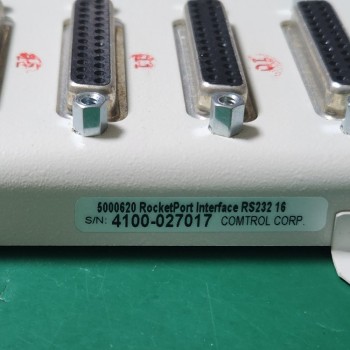 5000620 RocketPort Interface RS232 16
S/N: 4100-027017 COMTROL CORP.